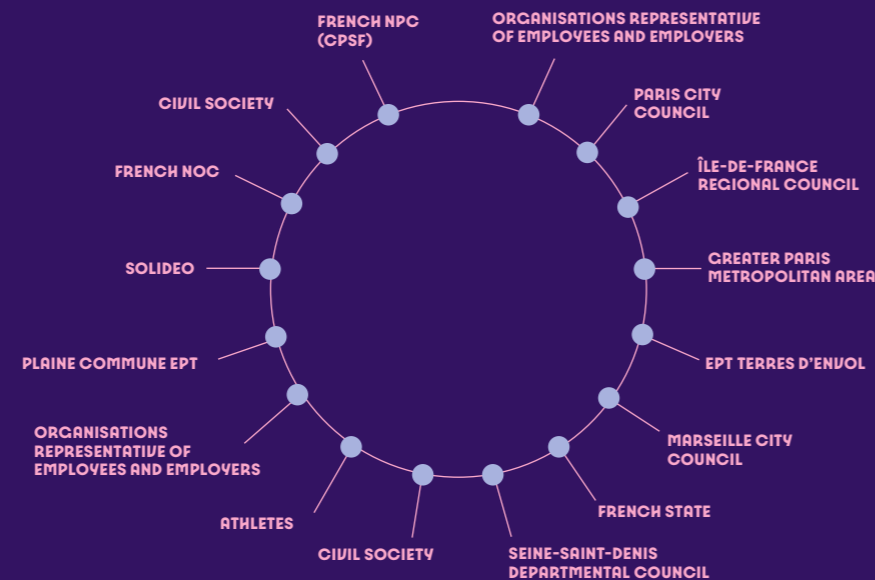 FRENCH NPC
(CPSF)
ORGANISATIONS REPRESENTATIVE
OF EMPLOYEES AND EMPLOYERS
CIVIL SOCIETY
PARIS CITY
COUNCIL
FRENCH NOC
ÎLE-DE-FRANCE
REGIONAL COUNCIL
SOLIDEO
GREATER PARIS
METROPOLITAN AREA
PLAINE COMMUNE EPT
EPT TERRES D'ENVOL
ORGANISATIONS
REPRESENTATIVE OF
EMPLOYEES AND EMPLOYERS
MARSEILLE CITY
COUNCIL
ATHLETES
FRENCH STATE
CIVIL SOCIETY
SEINE-SAINT-DENIS
DEPARTMENTAL COUNCIL